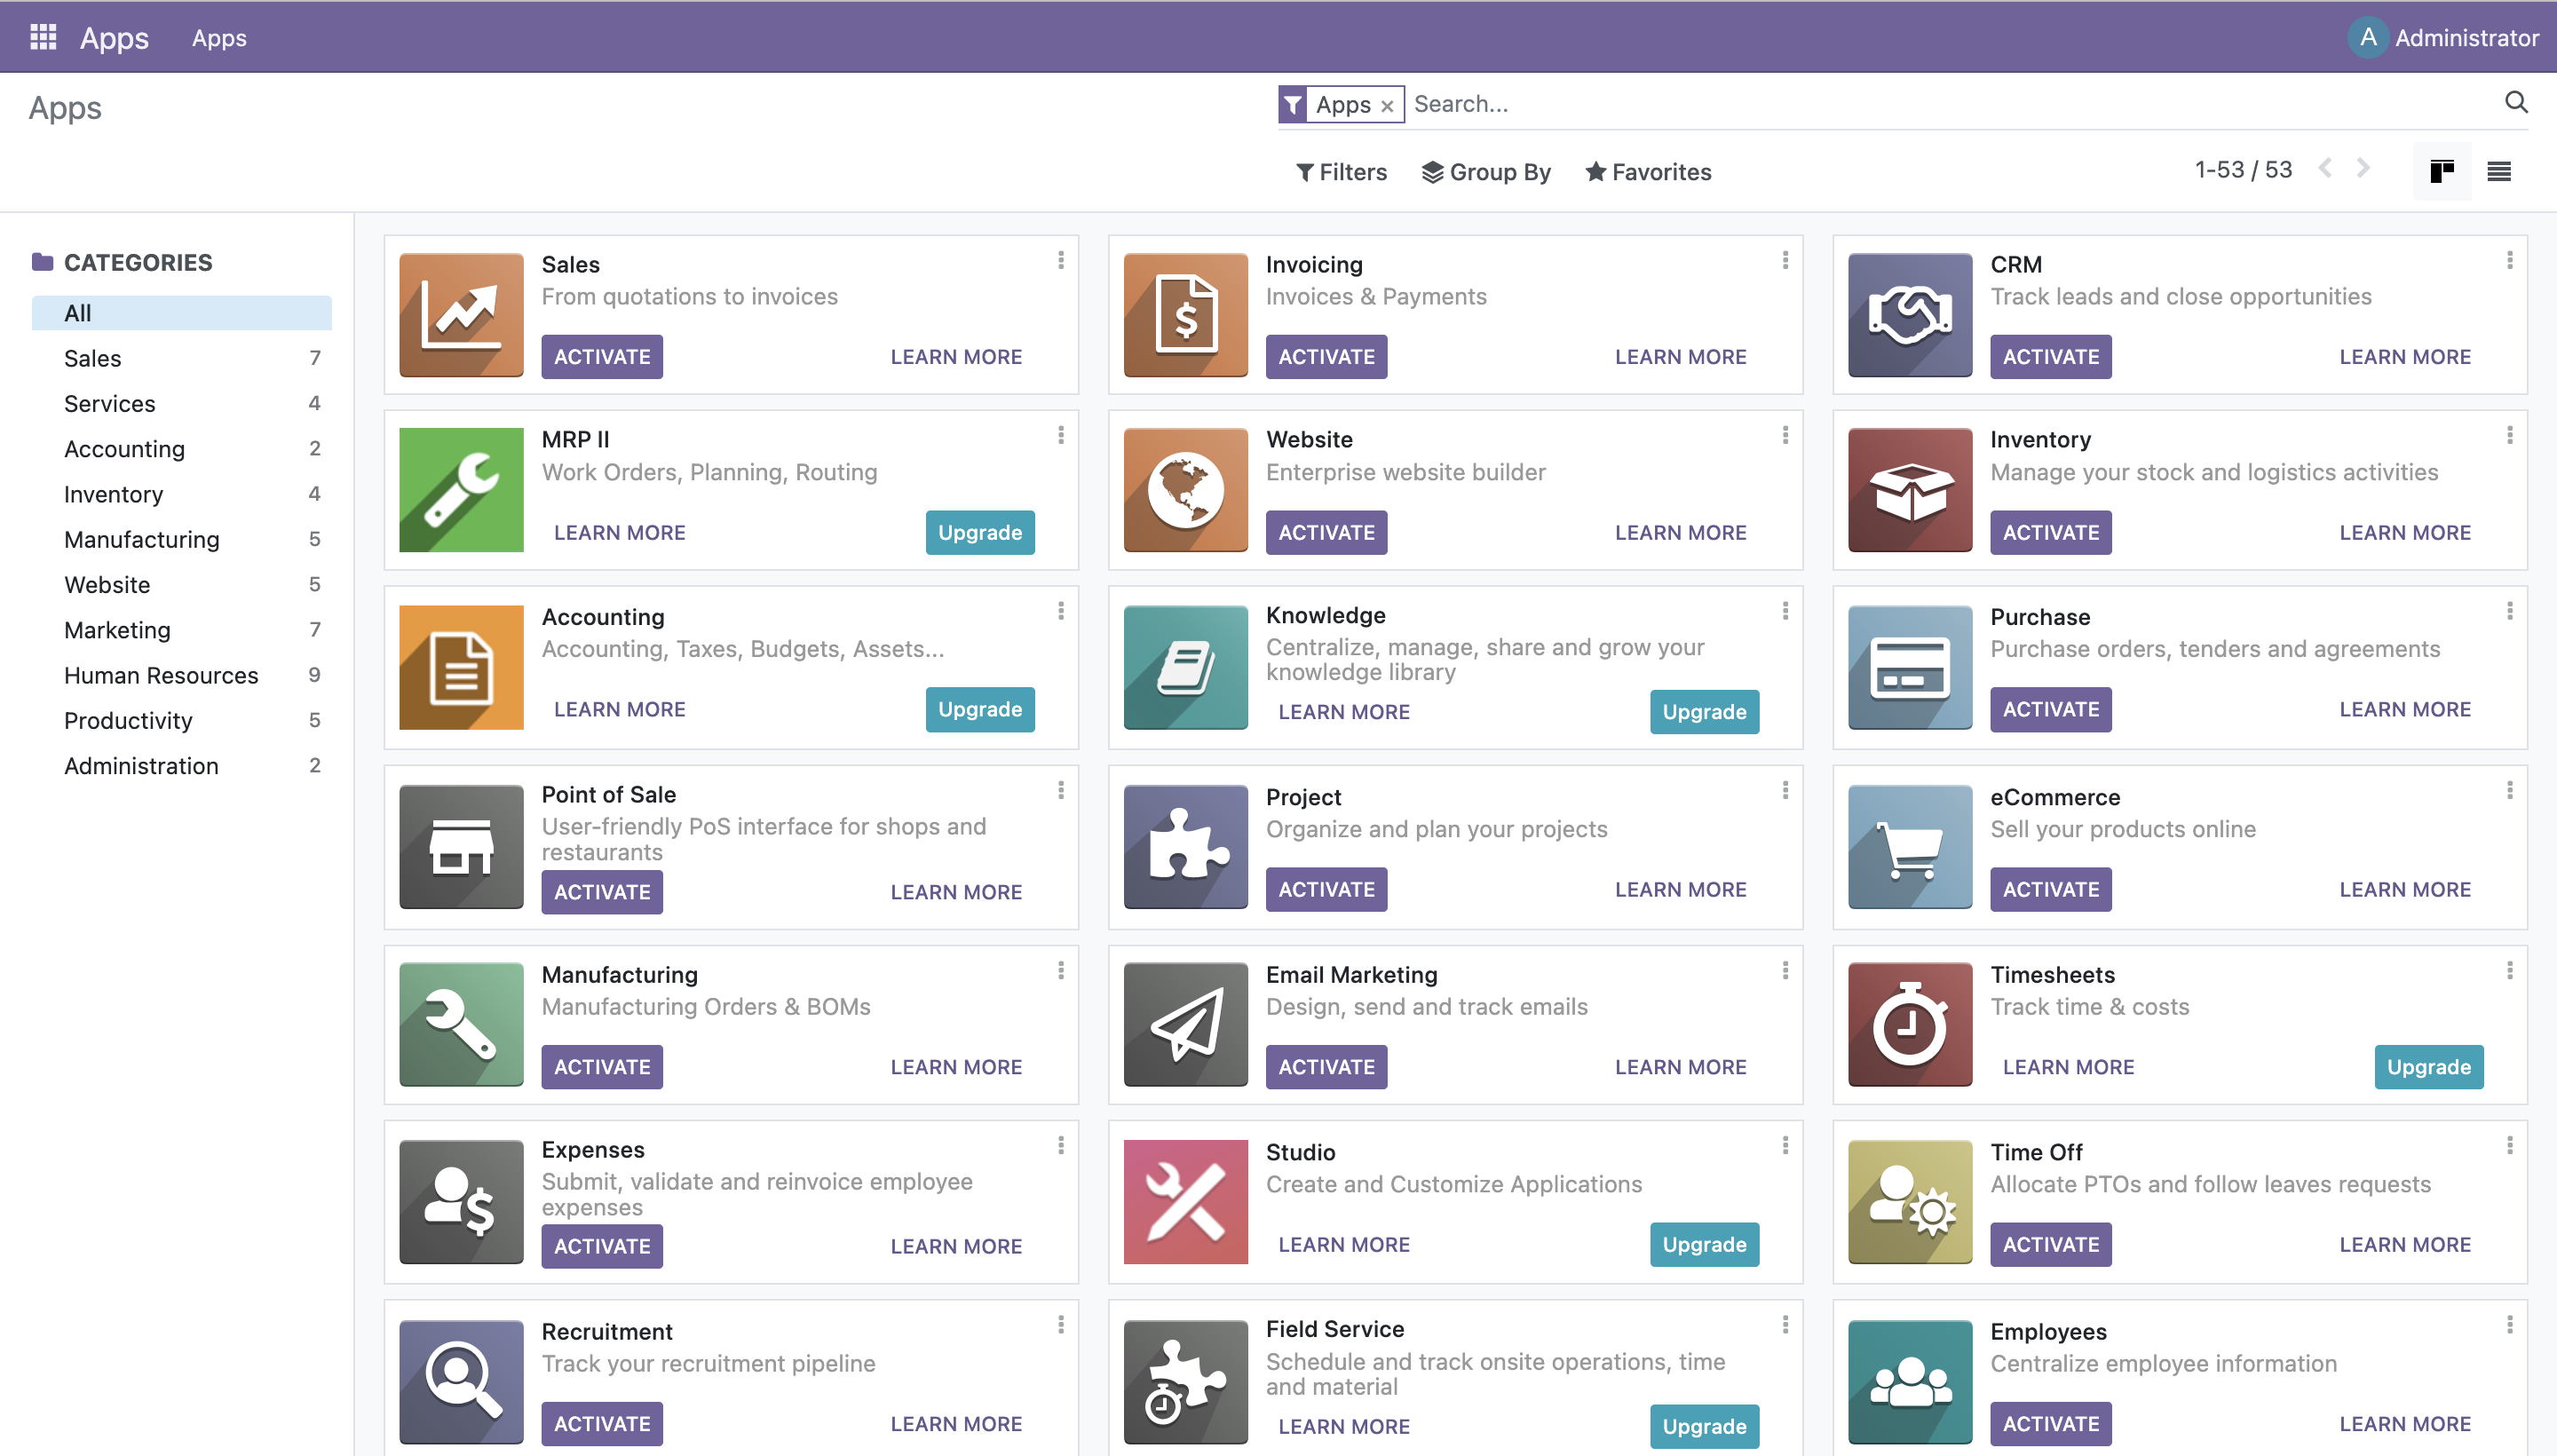 Apps
Apps
A
Administrator
Apps
Apps ×
Search...
Filters
Group By
Favorites
1-53 / 53
CATEGORIES
All
Sales 7
Services 4
Accounting 2
Inventory 4
Manufacturing 5
Website 5
Marketing 7
Human Resources 9
Productivity 5
Administration 2
Sales
From quotations to invoices
ACTIVATE
LEARN MORE
Invoicing
Invoices & Payments
ACTIVATE
LEARN MORE
CRM
Track leads and close opportunities
ACTIVATE
LEARN MORE
MRP II
Work Orders, Planning, Routing
LEARN MORE
Upgrade
Website
Enterprise website builder
ACTIVATE
LEARN MORE
Inventory
Manage your stock and logistics activities
ACTIVATE
LEARN MORE
Accounting
Accounting, Taxes, Budgets, Assets...
LEARN MORE
Upgrade
Knowledge
Centralize, manage, share and grow your
knowledge library
LEARN MORE
Upgrade
Purchase
Purchase orders, tenders and agreements
ACTIVATE
LEARN MORE
Point of Sale
User-friendly PoS interface for shops and
restaurants
ACTIVATE
LEARN MORE
Project
Organize and plan your projects
ACTIVATE
LEARN MORE
eCommerce
Sell your products online
ACTIVATE
LEARN MORE
Manufacturing
Manufacturing Orders & BOMs
ACTIVATE
LEARN MORE
Email Marketing
Design, send and track emails
ACTIVATE
LEARN MORE
Timesheets
Track time & costs
LEARN MORE
Upgrade
Expenses
Submit, validate and reinvoice employee
expenses
ACTIVATE
LEARN MORE
Studio
Create and Customize Applications
LEARN MORE
Upgrade
Time Off
Allocate PTOs and follow leaves requests
ACTIVATE
LEARN MORE
Recruitment
Track your recruitment pipeline
ACTIVATE
LEARN MORE
Field Service
Schedule and track onsite operations, time
and material
LEARN MORE
Upgrade
Employees
Centralize employee information
ACTIVATE
LEARN MORE